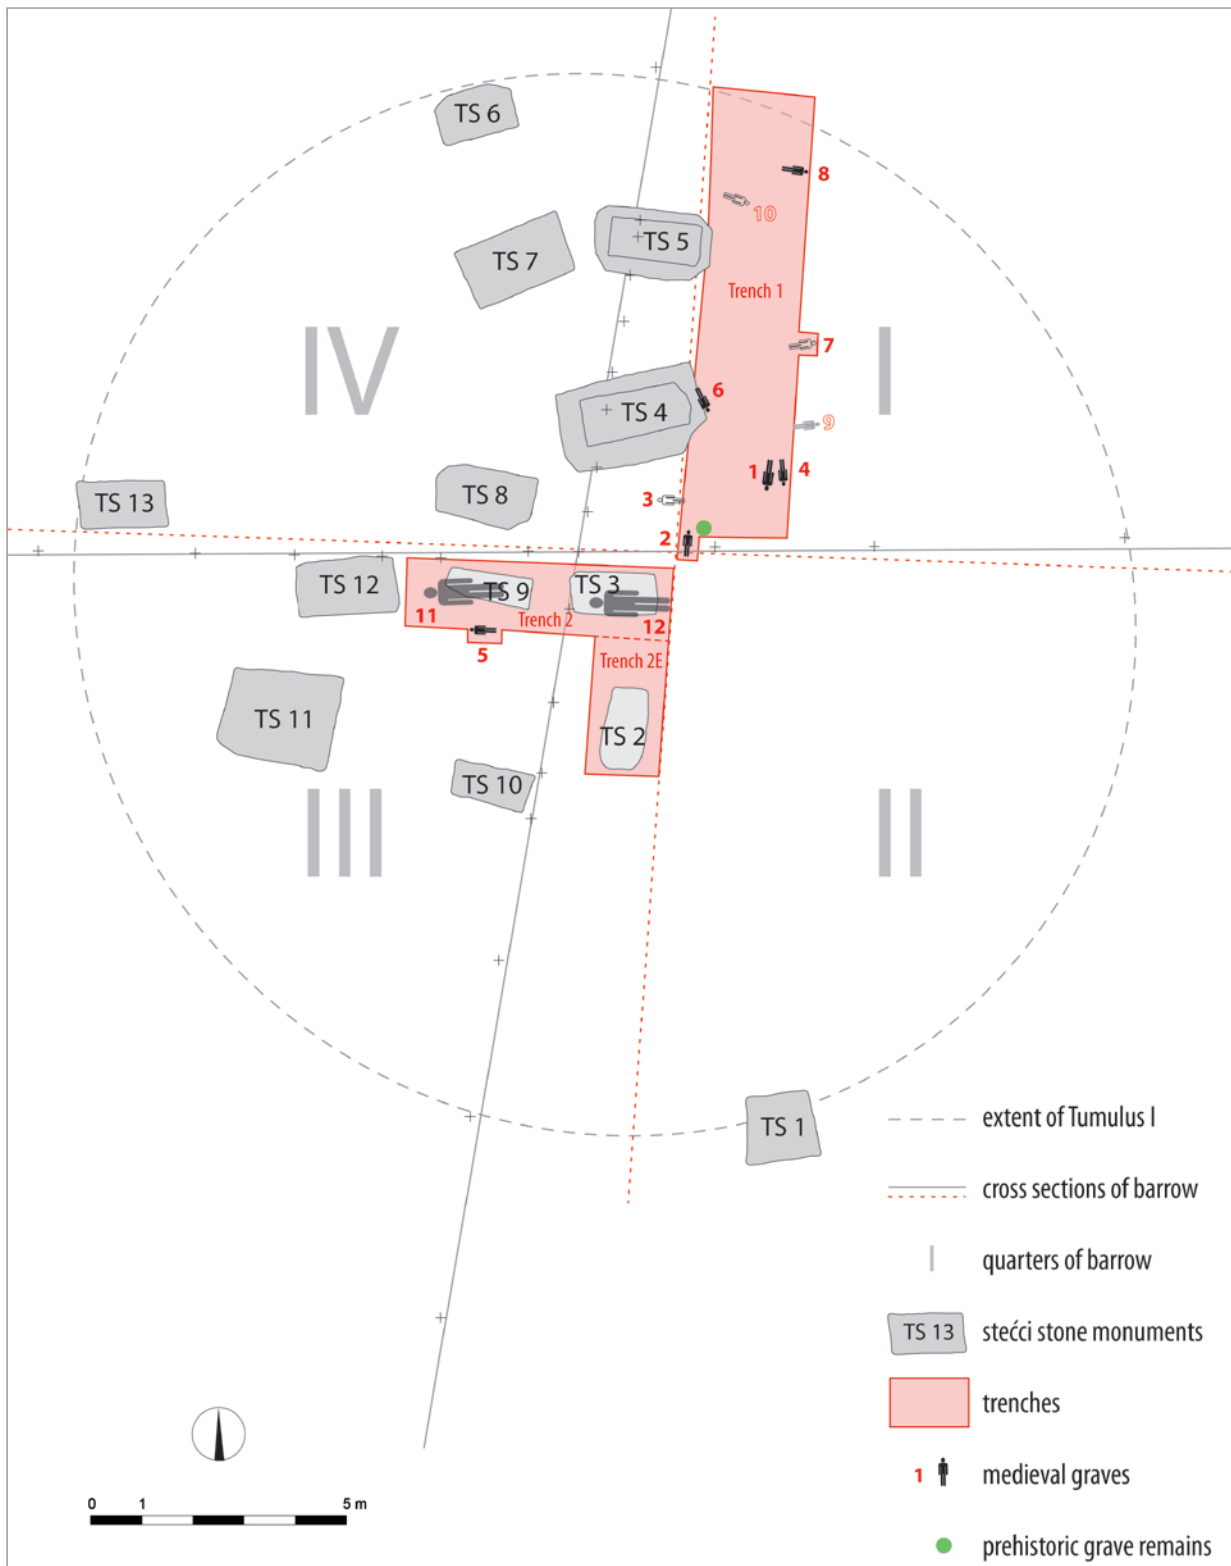 TS 6
8
10
TS 5
TS 7
Trench 1
IV
I
7
TS 4
6
9
1
4
TS 8
3
TS 13
2
TS 12
TS 9
TS 3
11
Trench 2
12
5
Trench 2E
TS 11
TS 2
TS 10
III
II
TS 1
extent of Tumulus I
cross sections of barrow
I quarters of barrow
TS 13 stećci stone monuments
trenches
1 medieval graves
prehistoric grave remains
0 1 5 m